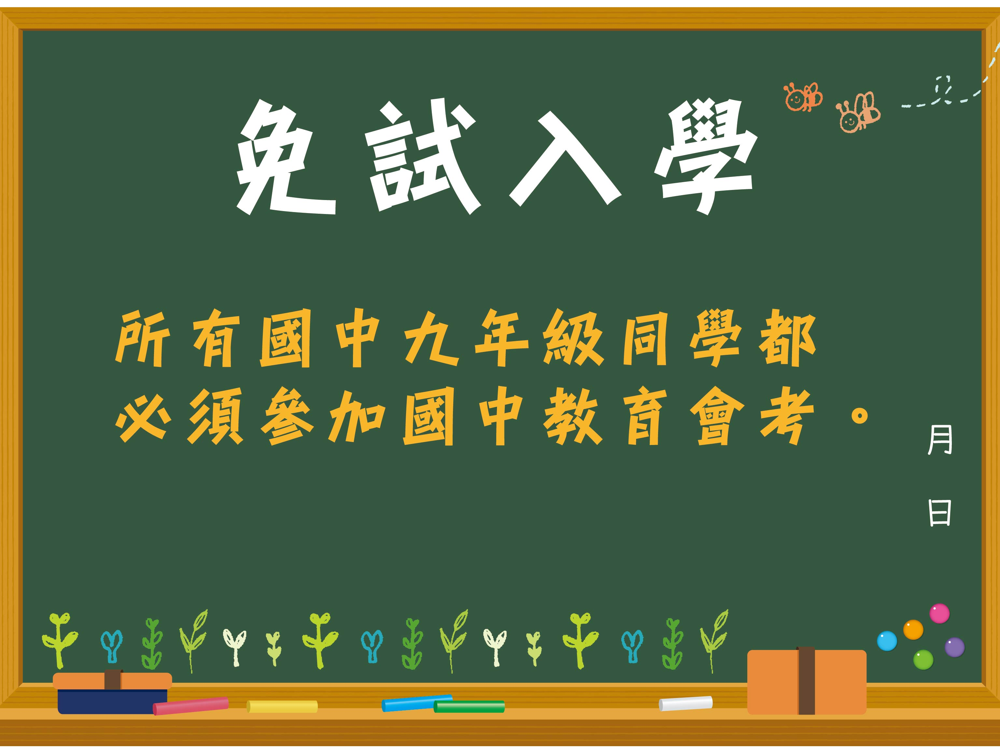 免試入學
所有國中九年級同學都
必須參加國中教育會考。
月
日